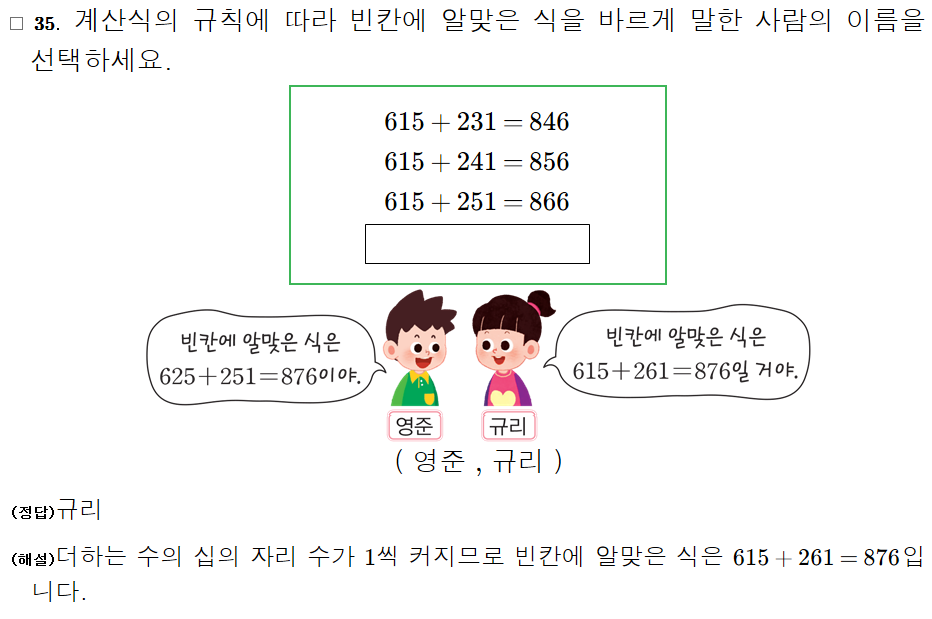 □ 35. 계산식의 규칙에 따라 빈칸에 알맞은 식을 바르게 말한 사람의 이름을
선택하세요.
615+231=846
615+241=856
615+251=866
빈칸에 알맞은 식은
625+251=876이야.
빈칸에 알맞은 식은
615+261=876일 거야.
영준
규리
( 영준 , 규리 )
(정답)규리
(해설)더하는 수의 십의 자리 수가 1씩 커지므로 빈칸에 알맞은 식은 615+261=876입
니다.